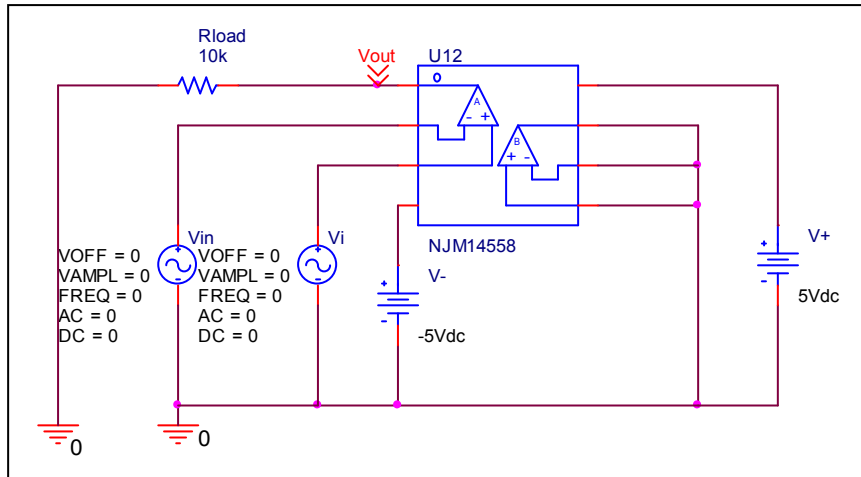 Rload
10k
Vout
U12
A
- +
B
+ -
NJM14558
Vin
VOFF = 0
VAMPL = 0
FREQ = 0
AC = 0
DC = 0
Vi
VOFF = 0
VAMPL = 0
FREQ = 0
AC = 0
DC = 0
V-
-5Vdc
V+
5Vdc
0
0